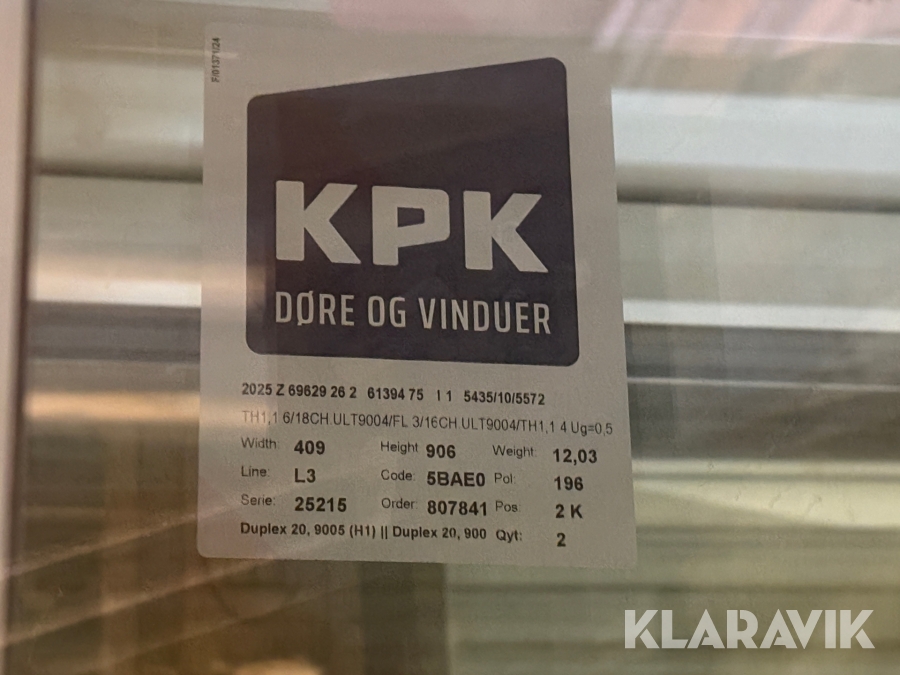 F/01371/24
KPK
DØRE OG VINDUER
2025 Z 69629 26 2 61394 75 I 1 5435/10/5572
TH1,1 6/18CH.ULT9004/FL 3/16CH.ULT9004/TH1,1 4 Ug=0,5
Width: 409 Height: 906 Weight: 12,03
Line: L3 Code: 5BAE0 Pol: 196
Serie: 25215 Order: 807841 Pos: 2 K
Duplex 20, 9005 (H1) || Duplex 20, 900 Qyt: 2
KLARAVIK